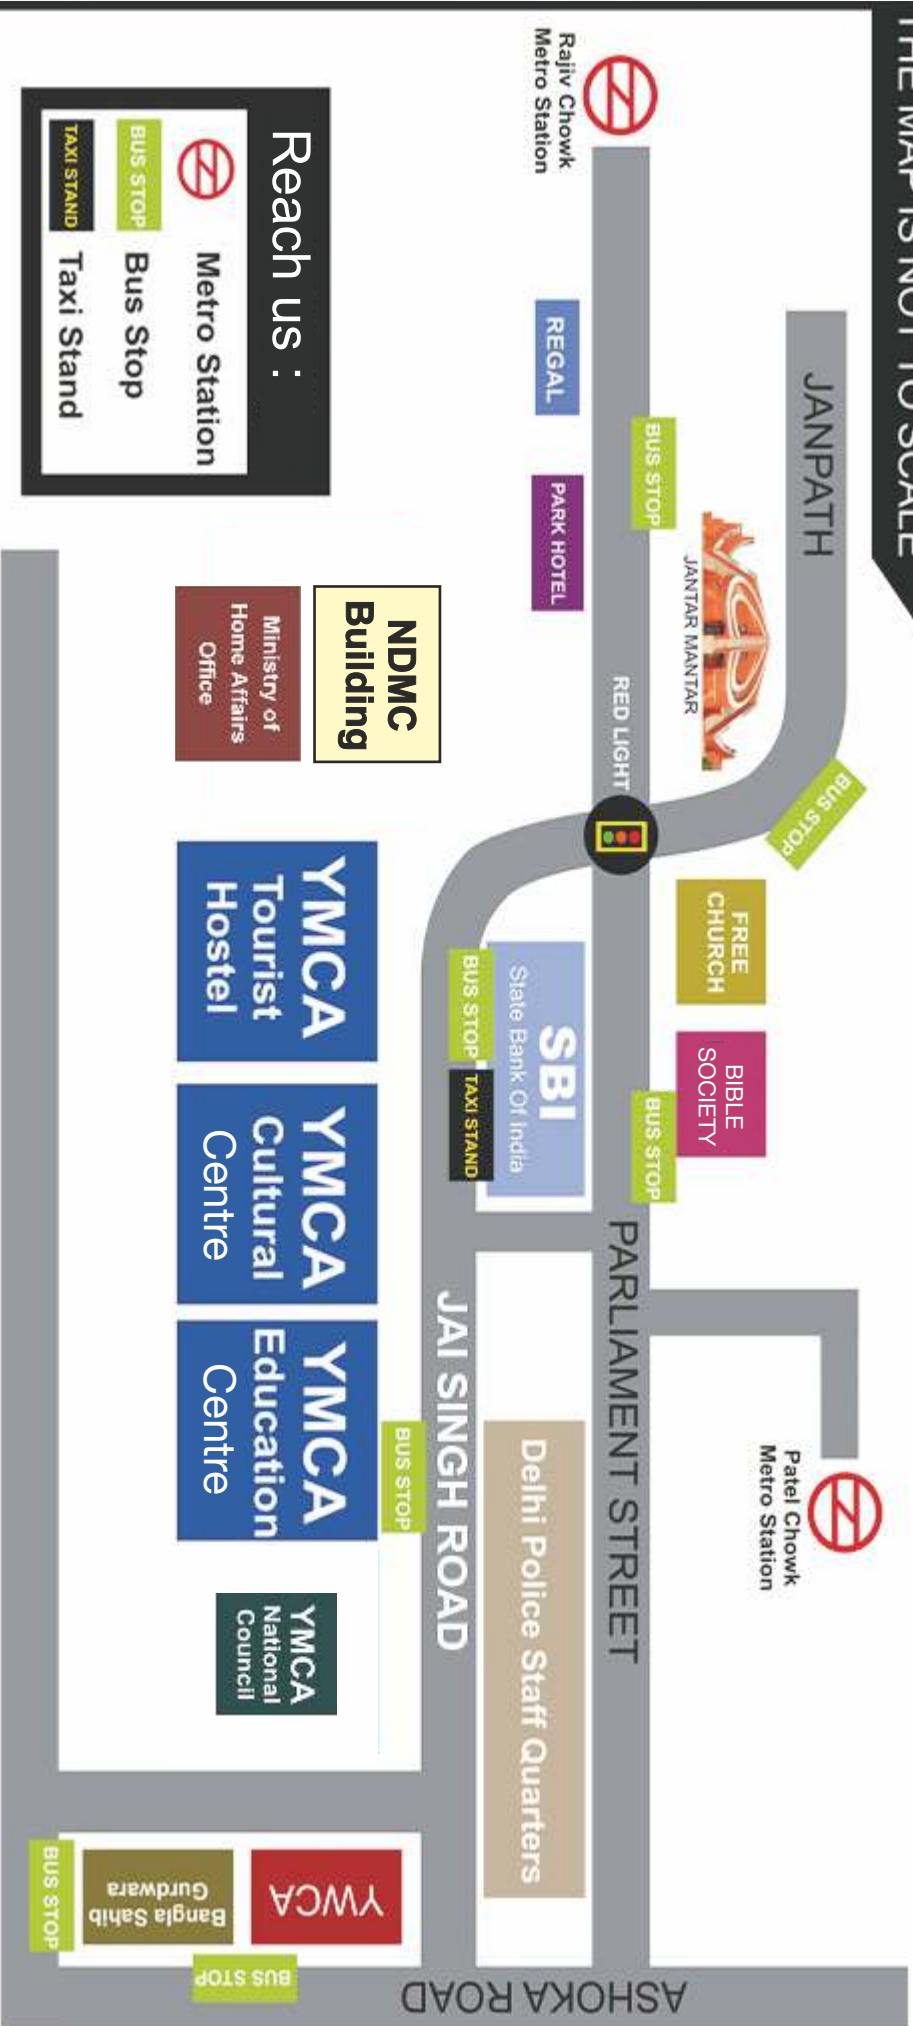 THE MAP IS NOT TO SCALE
Rajiv Chowk
Metro Station
JANPATH
REGAL
BUS STOP
PARK HOTEL
JANTAR MANTAR
RED LIGHT
BUS STOP
FREE
CHURCH
BIBLE
SOCIETY
BUS STOP
PARLIAMENT STREET
Patel Chowk
Metro Station
SBI
State Bank Of India
BUS STOP
TAXI STAND
JAI SINGH ROAD
Delhi Police Staff Quarters
Reach us :
Metro Station
BUS STOP
Bus Stop
TAXI STAND
Taxi Stand
NDMC
Building
Ministry of
Home Affairs
Office
YMCA
Tourist
Hostel
YMCA
Cultural
Centre
YMCA
Education
Centre
BUS STOP
YMCA
National
Council
YWCA
Bangla Sahib
Gurdwara
BUS STOP
BUS STOP
ASHOKA ROAD